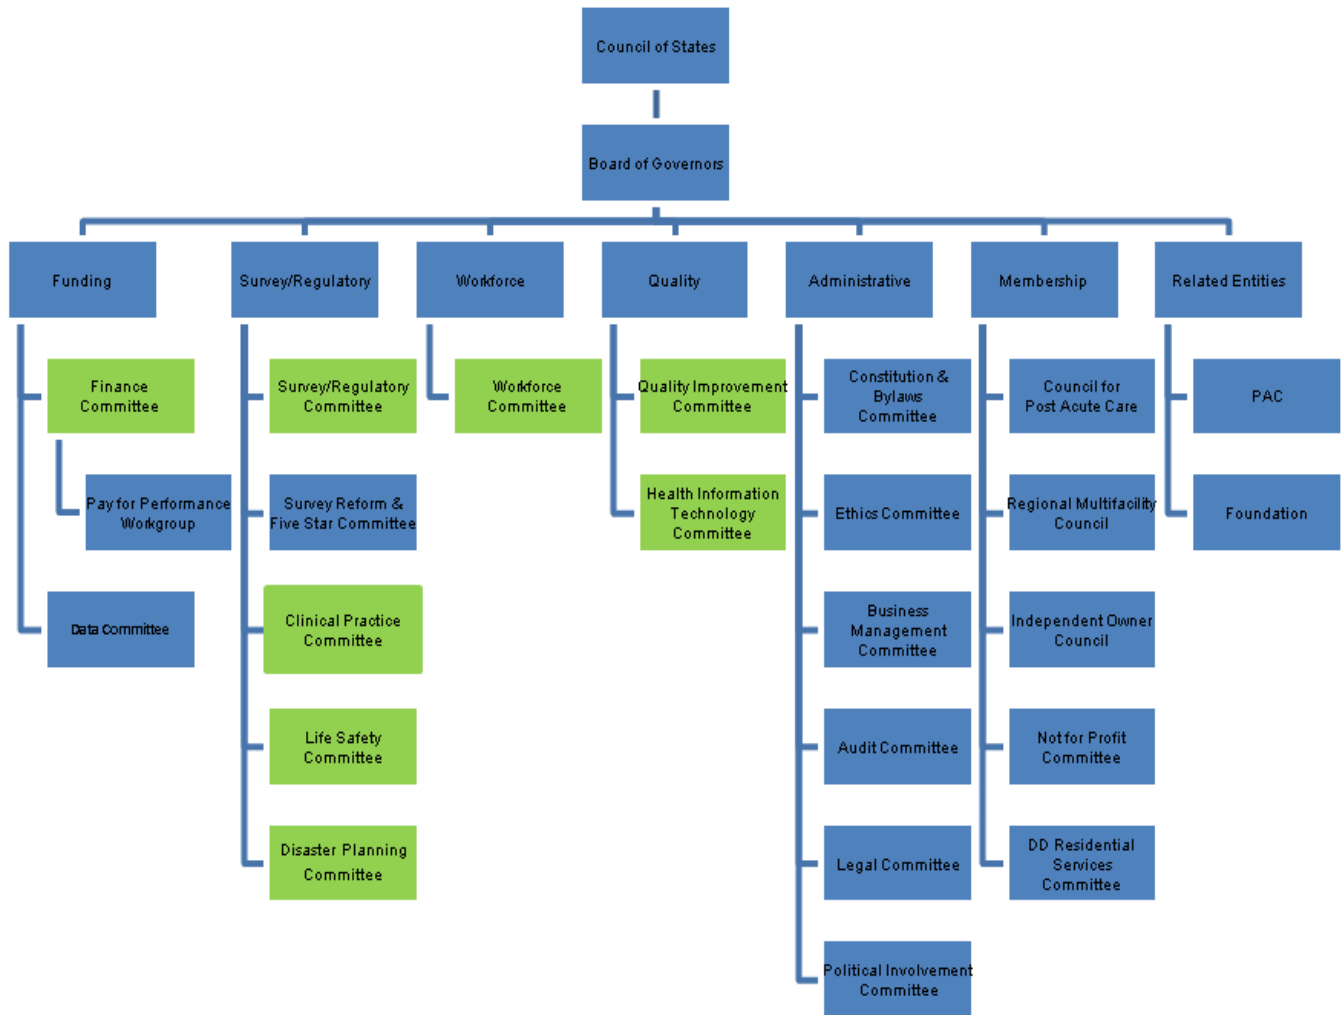 Council of States
Board of Governors
Funding
Survey/Regulatory
Workforce
Quality
Administrative
Membership
Related Entities
Finance
Committee
Pay for Performance
Workgroup
Data Committee
Survey/Regulatory
Committee
Survey Reform &
Five Star Committee
Clinical Practice
Committee
Life Safety
Committee
Disaster Planning
Committee
Workforce
Committee
Quality Improvement
Committee
Health Information
Technology
Committee
Constitution &
Bylaws
Committee
Ethics Committee
Business
Management
Committee
Audit Committee
Legal Committee
Political Involvement
Committee
Council for
Post Acute Care
Regional Multifacility
Council
Independent Owner
Council
Not for Profit
Committee
DD Residential
Services
Committee
PAC
Foundation